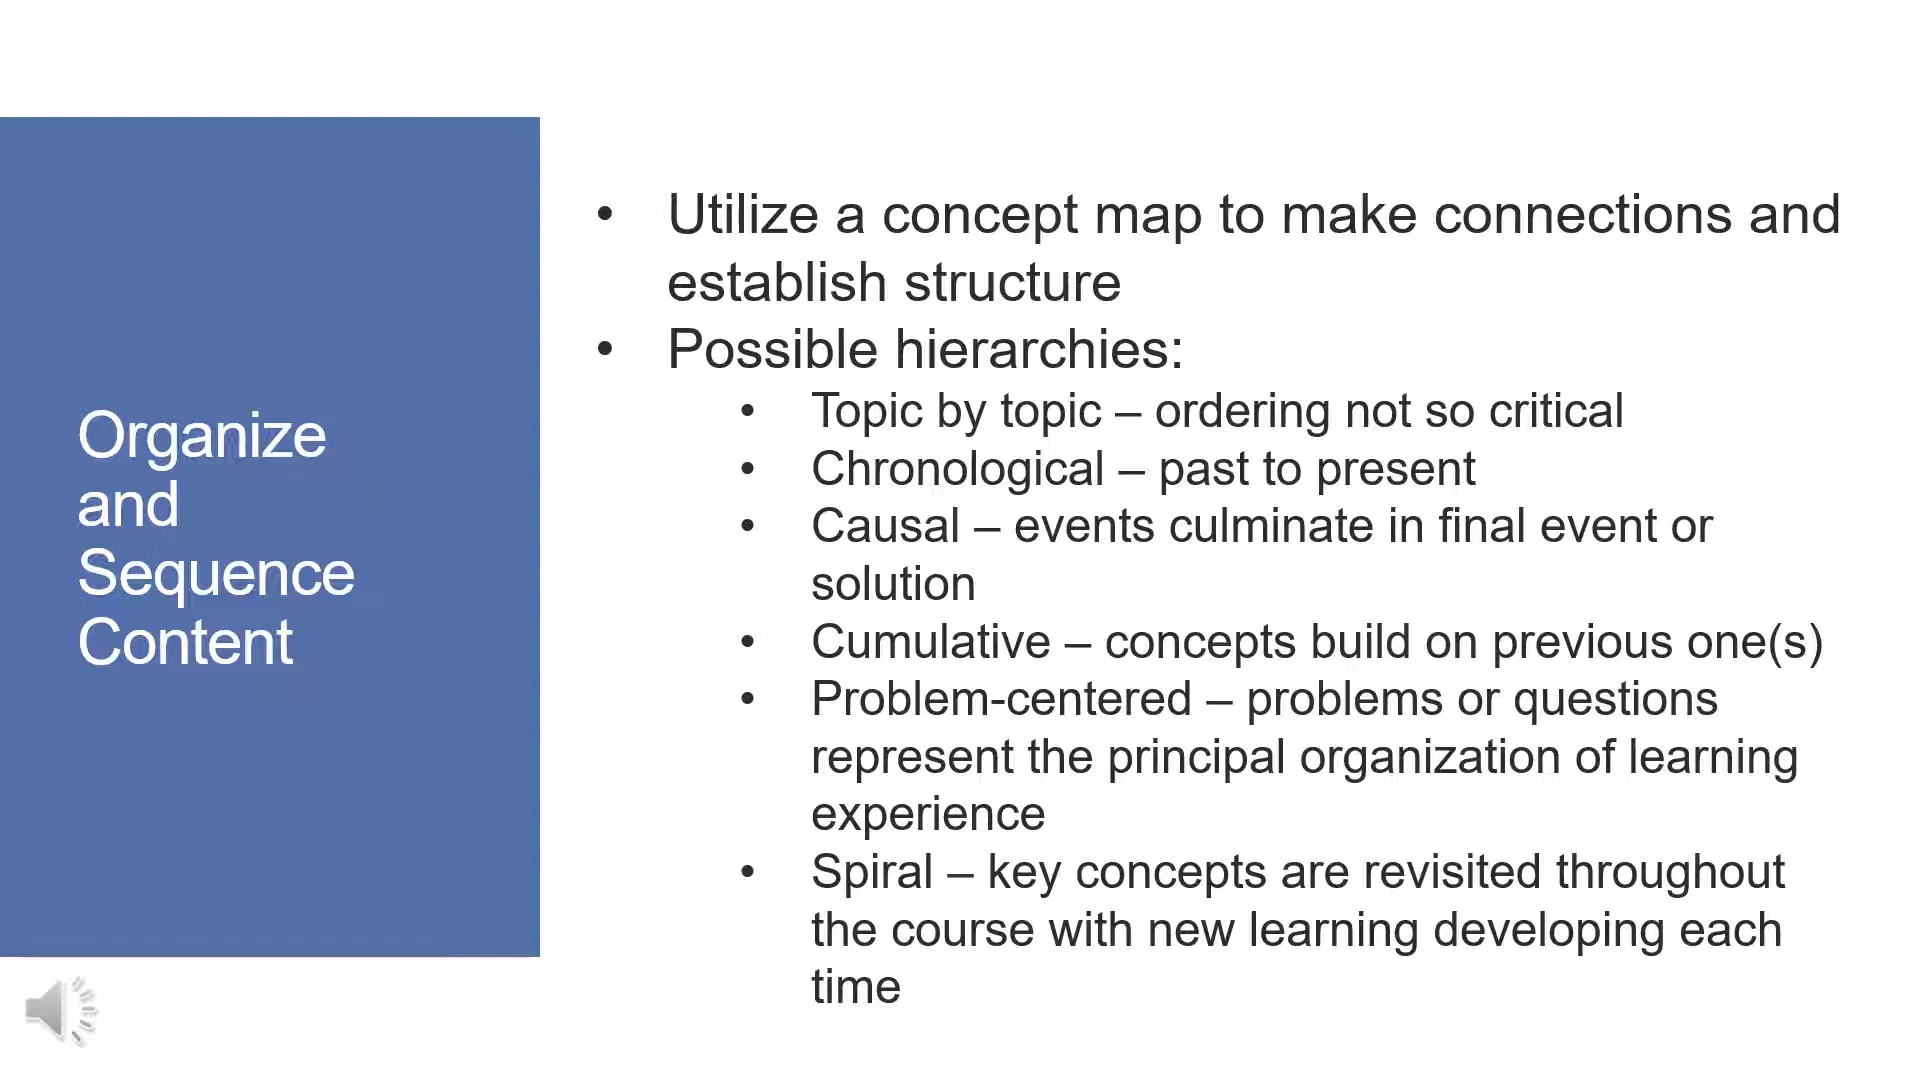 Organize
and
Sequence
Content
• Utilize a concept map to make connections and
establish structure
• Possible hierarchies:
• Topic by topic – ordering not so critical
• Chronological – past to present
• Causal – events culminate in final event or
solution
• Cumulative – concepts build on previous one(s)
• Problem-centered – problems or questions
represent the principal organization of learning
experience
• Spiral – key concepts are revisited throughout
the course with new learning developing each
time